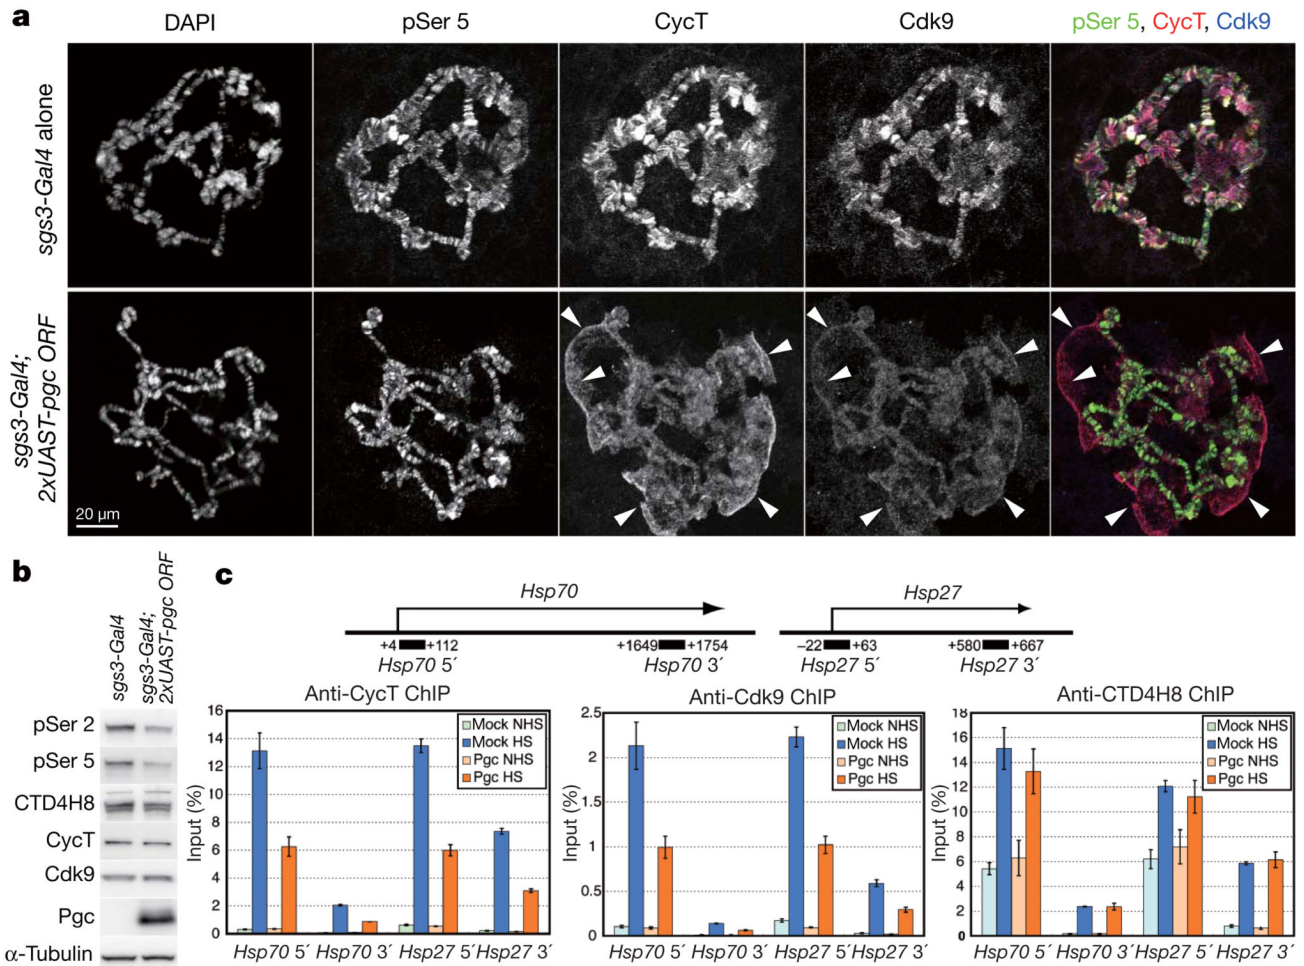 a
DAPI
pSer 5
CycT
Cdk9
pSer 5, CycT, Cdk9
sgs3-Gal4 alone
sgs3-Gal4;
2xUAST-pgc ORF
20 µm
b
sgs3-Gal4
sgs3-Gal4;
2xUAST-pgc ORF
pSer 2
pSer 5
CTD4H8
CycT
Cdk9
Pgc
α-Tubulin
c
Hsp70
+4 +112
+1649 +1754
Hsp70 5′
Hsp70 3′
Hsp27
–22 +63
+580 +667
Hsp27 5′
Hsp27 3′
Anti-CycT ChIP
Input (%)
16
14
12
10
8
6
4
2
0
Mock NHS
Mock HS
Pgc NHS
Pgc HS
Hsp70 5′ Hsp70 3′ Hsp27 5′ Hsp27 3′
Anti-Cdk9 ChIP
Input (%)
2.5
2
1.5
1
0.5
0
Mock NHS
Mock HS
Pgc NHS
Pgc HS
Hsp70 5′ Hsp70 3′ Hsp27 5′ Hsp27 3′
Anti-CTD4H8 ChIP
Input (%)
18
16
14
12
10
8
6
4
2
0
Mock NHS
Mock HS
Pgc NHS
Pgc HS
Hsp70 5′ Hsp70 3′ Hsp27 5′ Hsp27 3′